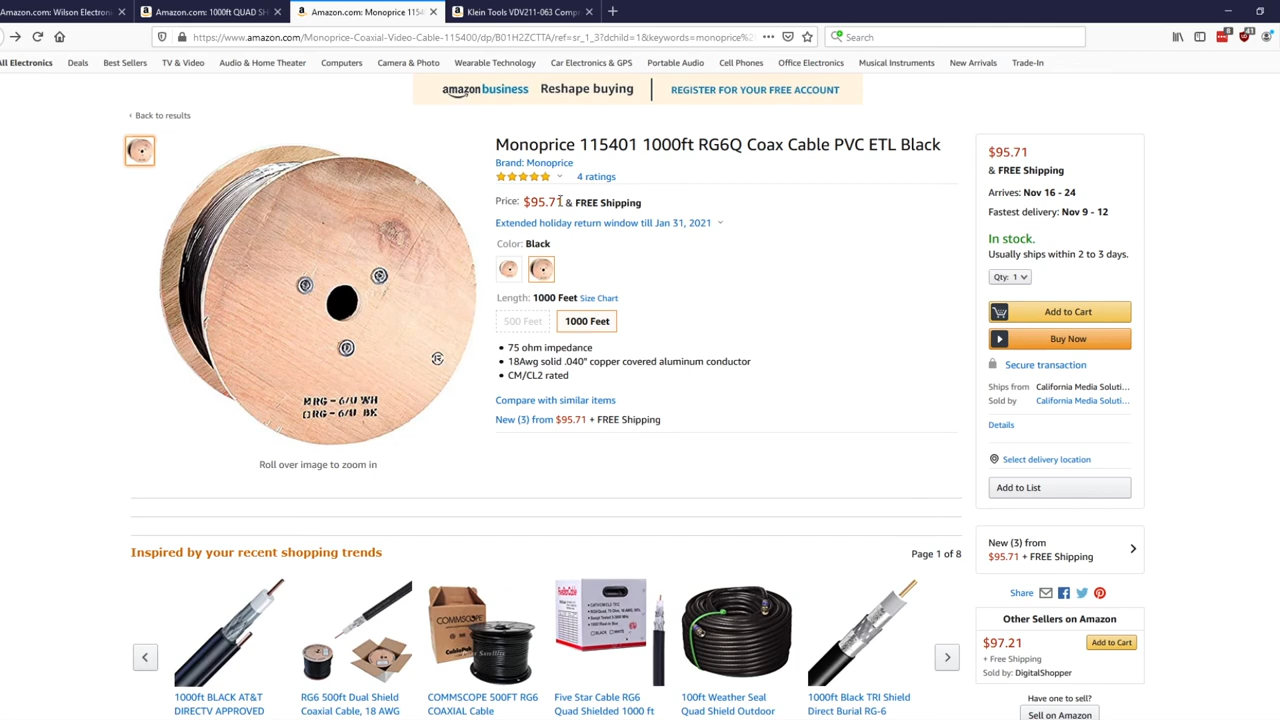 Amazon.com: Wilson Electron
Amazon.com: 1000ft QUAD SH
Amazon.com: Monoprice 1154
Klein Tools VDV211-063 Comp
https://www.amazon.com/Monoprice-Coaxial-Video-Cable-115400/dp/B01H2ZCTTA/ref=sr_1_3?dchild=1&keywords=monoprice%2
Search
All Electronics
Deals
Best Sellers
TV & Video
Audio & Home Theater
Computers
Camera & Photo
Wearable Technology
Car Electronics & GPS
Portable Audio
Cell Phones
Office Electronics
Musical Instruments
New Arrivals
Trade-In
amazonbusiness Reshape buying REGISTER FOR YOUR FREE ACCOUNT
‹ Back to results
RG-6/U WH
RG-6/U BK
Roll over image to zoom in
Monoprice 115401 1000ft RG6Q Coax Cable PVC ETL Black
Brand: Monoprice
4 ratings
Price: $95.71 & FREE Shipping
Extended holiday return window till Jan 31, 2021
Color: Black
Length: 1000 Feet Size Chart
500 Feet
1000 Feet
• 75 ohm impedance
• 18Awg solid .040" copper covered aluminum conductor
• CM/CL2 rated
Compare with similar items
New (3) from $95.71 + FREE Shipping
$95.71
& FREE Shipping
Arrives: Nov 16 - 24
Fastest delivery: Nov 9 - 12
In stock.
Usually ships within 2 to 3 days.
Qty: 1
Add to Cart
Buy Now
Secure transaction
Ships from California Media Soluti...
Sold by California Media Soluti...
Details
Select delivery location
Add to List
New (3) from
$95.71 + FREE Shipping
Share
Other Sellers on Amazon
$97.21
Add to Cart
+ Free Shipping
Sold by: DigitalShopper
Have one to sell?
Sell on Amazon
Inspired by your recent shopping trends
Page 1 of 8
COMMSCOPE
1000ft BLACK AT&T
DIRECTV APPROVED
RG6 500ft Dual Shield
Coaxial Cable, 18 AWG
COMMSCOPE 500FT RG6
COAXIAL Cable
Five Star Cable RG6
Quad Shielded 1000 ft
100ft Weather Seal
Quad Shield Outdoor
1000ft Black TRI Shield
Direct Burial RG-6